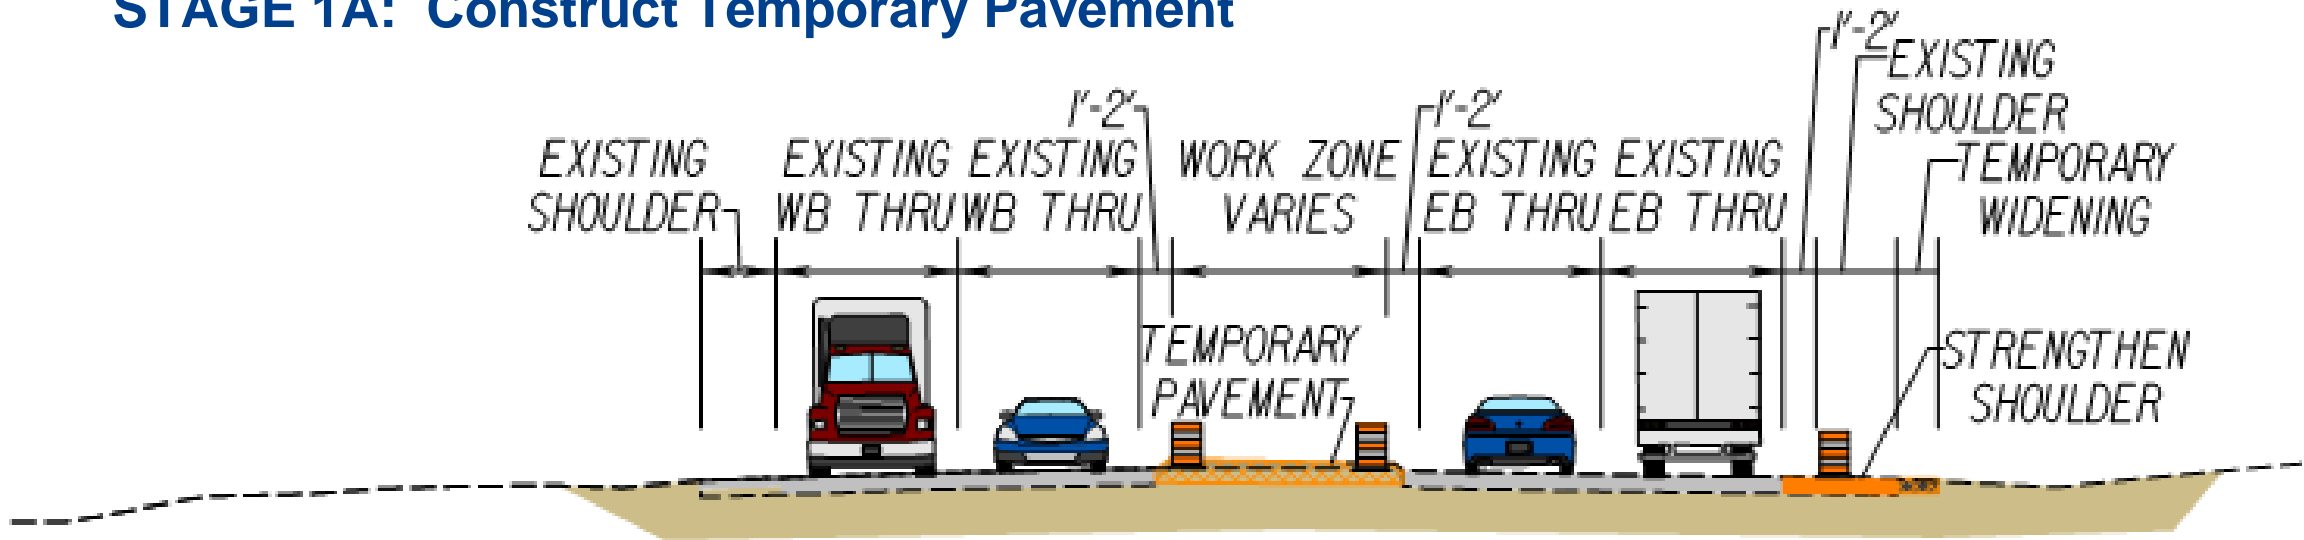 STAGE 1A: Construct Temporary Pavement
1'-2'
EXISTING
SHOULDER
1'-2'
1'-2'
EXISTING
SHOULDER
EXISTING
WB THRU
EXISTING
WB THRU
WORK ZONE
VARIES
EXISTING
EB THRU
EXISTING
EB THRU
TEMPORARY
WIDENING
TEMPORARY
PAVEMENT
STRENGTHEN
SHOULDER